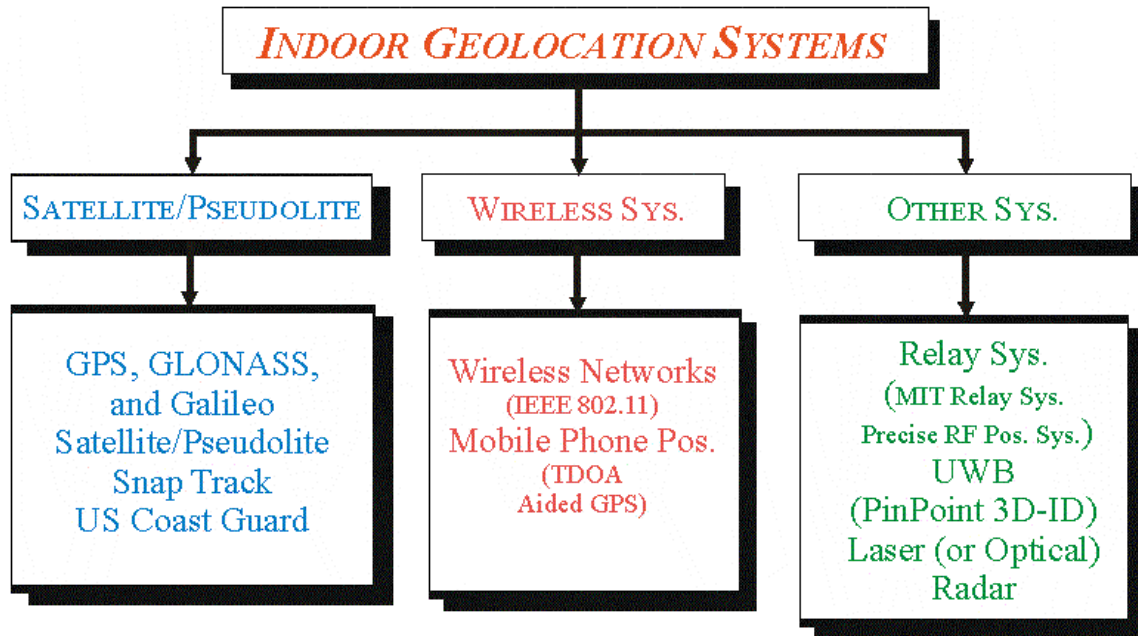 INDOOR GEOLOCATION SYSTEMS
SATELLITE/PSEUDOLITE
GPS, GLONASS,
and Galileo
Satellite/Pseudolite
Snap Track
US Coast Guard
WIRELESS SYS.
Wireless Networks
(IEEE 802.11)
Mobile Phone Pos.
(TDOA
Aided GPS)
OTHER SYS.
Relay Sys.
(MIT Relay Sys.
Precise RF Pos. Sys.)
UWB
(PinPoint 3D-ID)
Laser (or Optical)
Radar